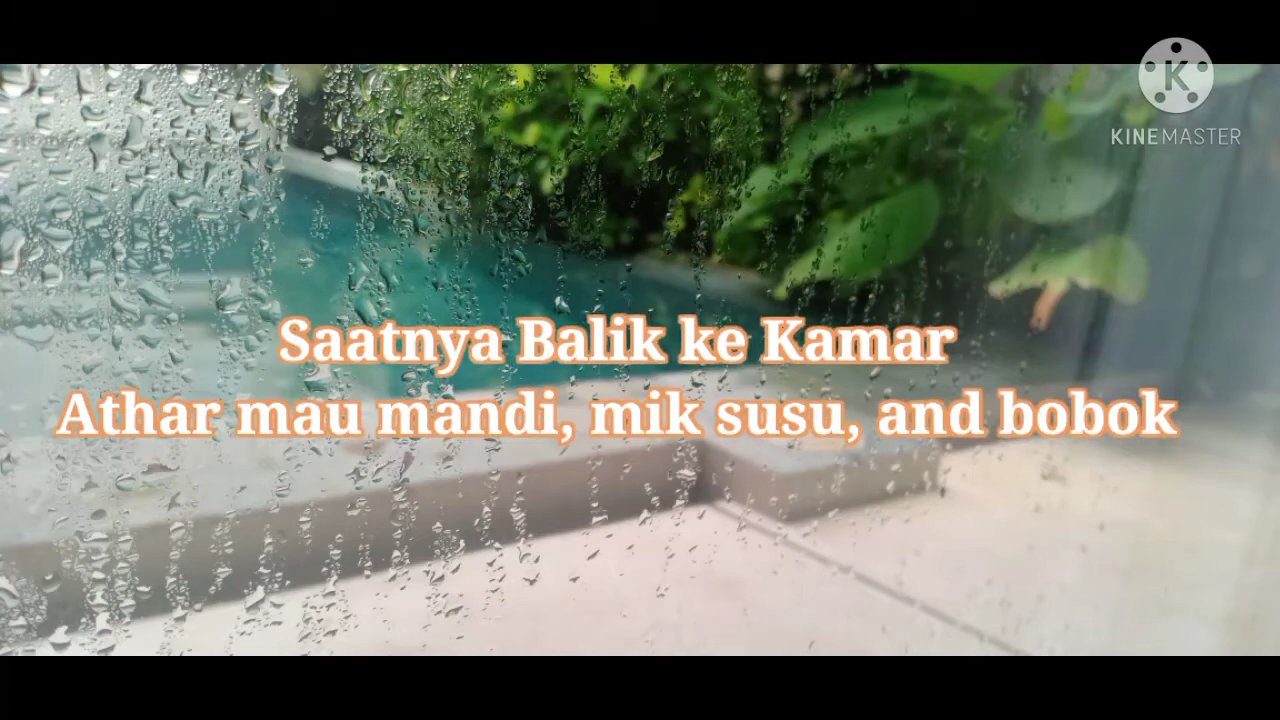 K
KINEMASTER
Saatnya Balik ke Kamar
Athar mau mandi, mik susu, and bobok